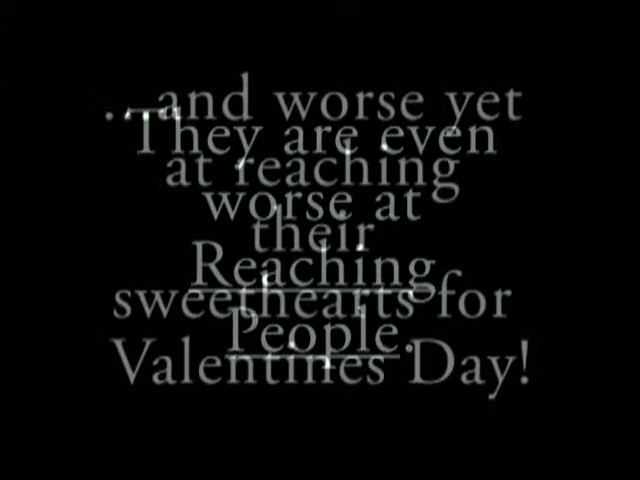 ...and worse yet
They are even
at reaching
worse at
their
Reaching
sweethearts for
People.
Valentines Day!